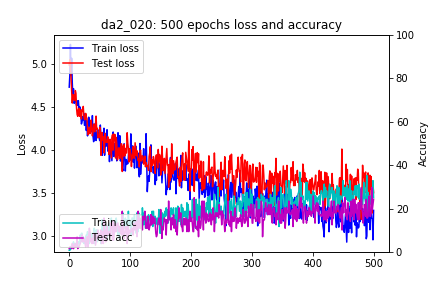 da2_020: 500 epochs loss and accuracy
Train loss
Test loss
Train acc
Test acc
Loss
5.0
4.5
4.0
3.5
3.0
Accuracy
100
80
60
40
20
0
0 100 200 300 400 500